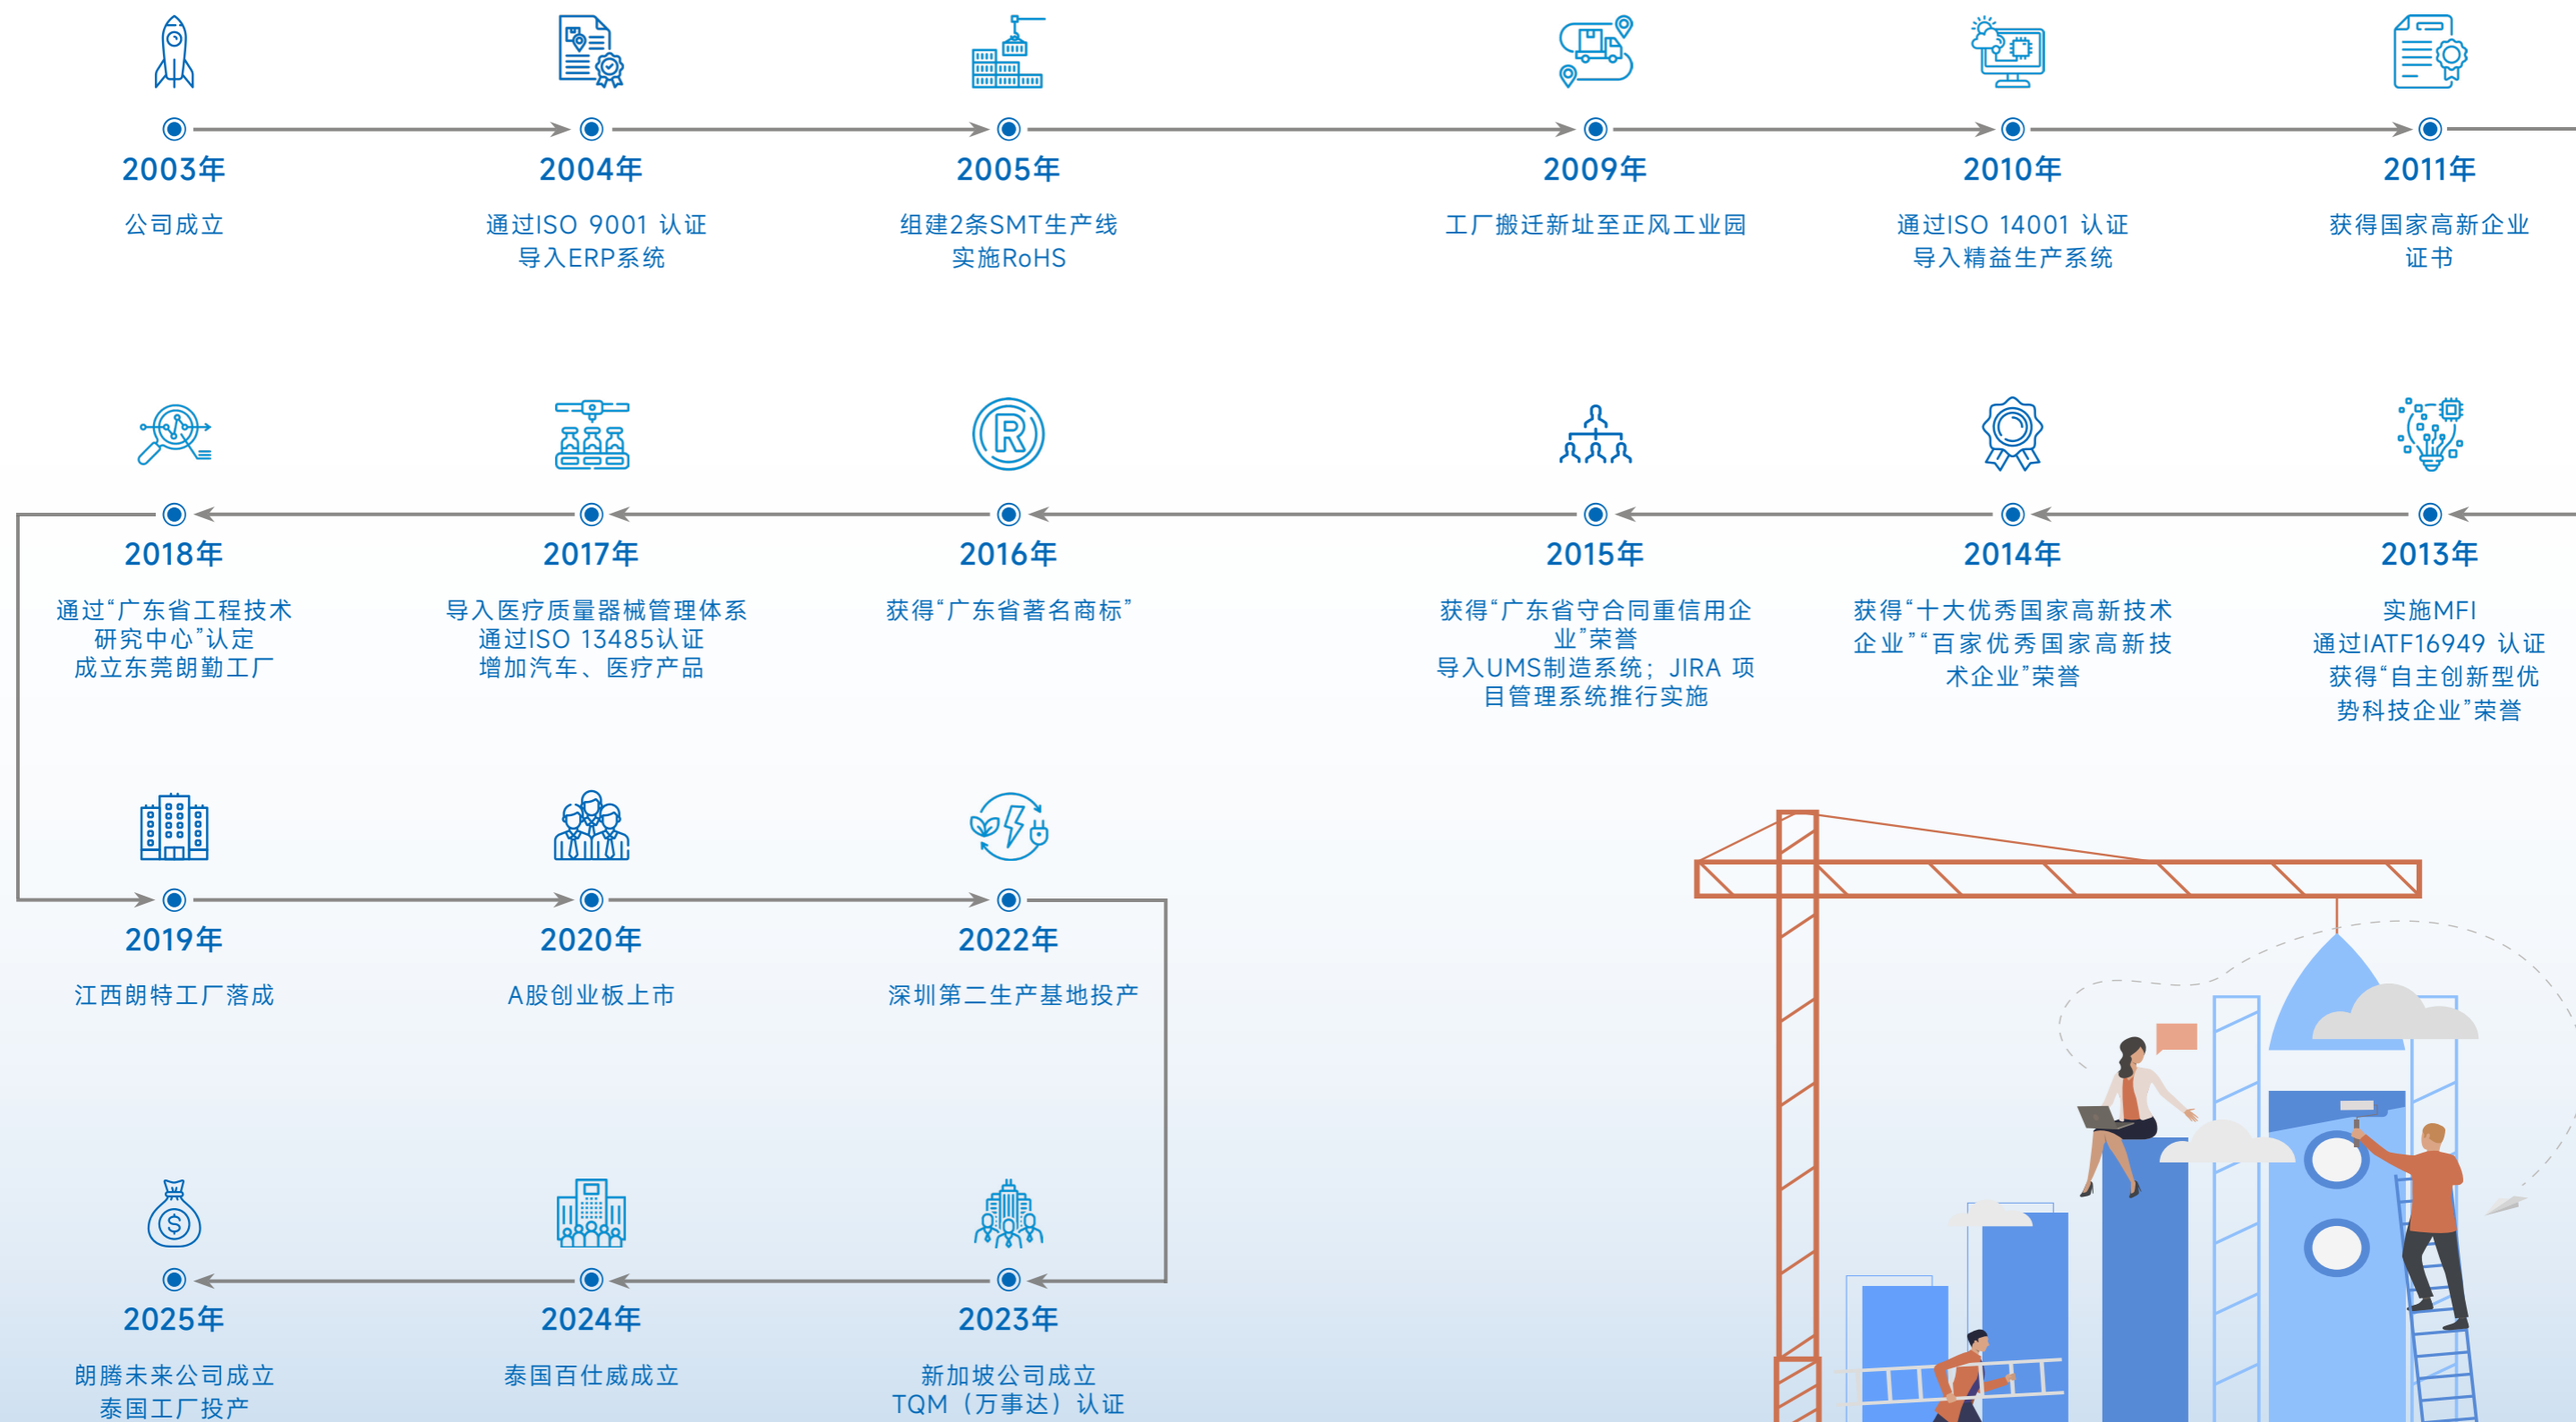 2003年
公司成立
2004年
通过ISO 9001 认证
导入ERP系统
2005年
组建2条SMT生产线
实施RoHS
2009年
工厂搬迁新址至正风工业园
2010年
通过ISO 14001 认证
导入精益生产系统
2011年
获得国家高新企业
证书
2013年
实施MFI
通过IATF16949 认证
获得“自主创新型优
势科技企业”荣誉
2014年
获得“十大优秀国家高新技术
企业”“百家优秀国家高新技
术企业”荣誉
2015年
获得“广东省守合同重信用企
业”荣誉
导入UMS制造系统；JIRA 项
目管理系统推行实施
2016年
获得“广东省著名商标”
2017年
导入医疗质量器械管理体系
通过ISO 13485认证
增加汽车、医疗产品
2018年
通过“广东省工程技术
研究中心”认定
成立东莞朗勤工厂
2019年
江西朗特工厂落成
2020年
A股创业板上市
2022年
深圳第二生产基地投产
2023年
新加坡公司成立
TQM（万事达）认证
2024年
泰国百仕威成立
2025年
朗腾未来公司成立
泰国工厂投产